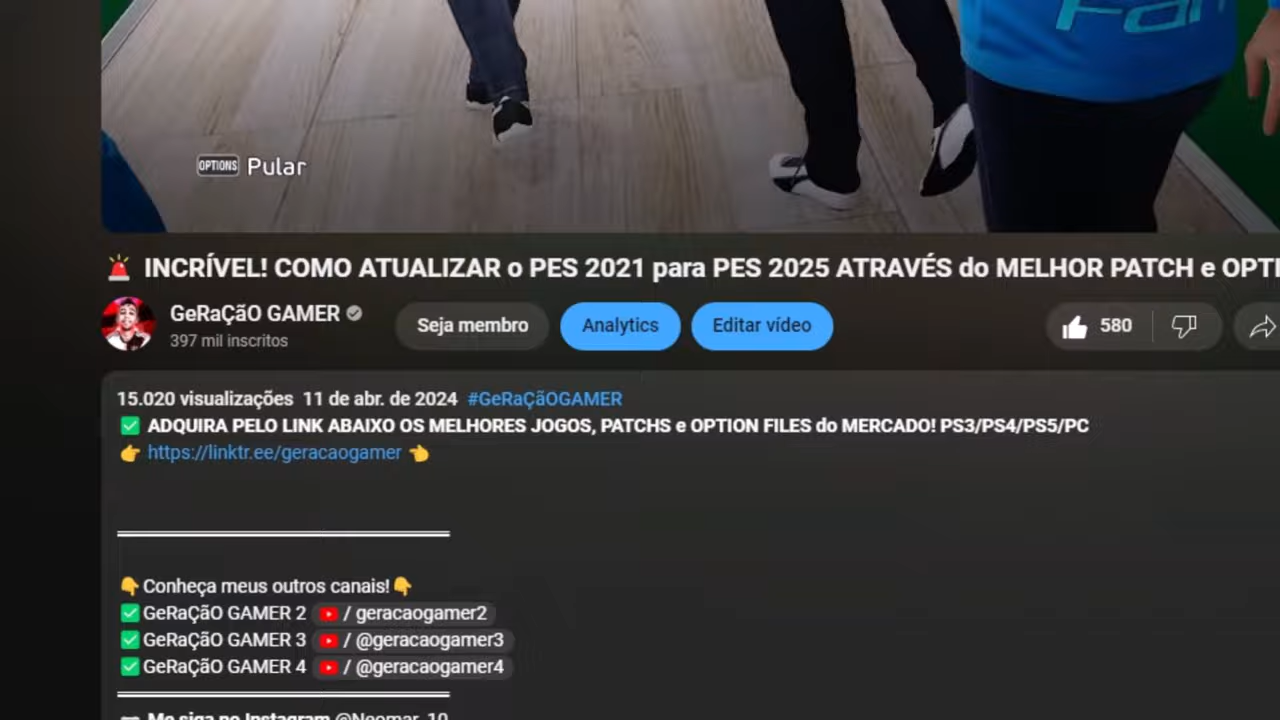 OPTIONS Pular
🚨 INCRÍVEL! COMO ATUALIZAR o PES 2021 para PES 2025 ATRAVÉS do MELHOR PATCH e OPTI
GeRaÇãO GAMER
397 mil inscritos
Seja membro
Analytics
Editar vídeo
580
15.020 visualizações 11 de abr. de 2024 #GeRaÇãOGAMER
✅ ADQUIRA PELO LINK ABAIXO OS MELHORES JOGOS, PATCHS e OPTION FILES do MERCADO! PS3/PS4/PS5/PC
👉 https://linktr.ee/geracaogamer 👈
👇Conheça meus outros canais!👇
✅GeRaÇãO GAMER 2 / geracaogamer2
✅GeRaÇãO GAMER 3 / @geracaogamer3
✅GeRaÇãO GAMER 4 / @geracaogamer4
Me siga no Instagram @Neomar_10